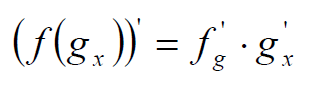 (f(g_x))' = f'_g · g'_x